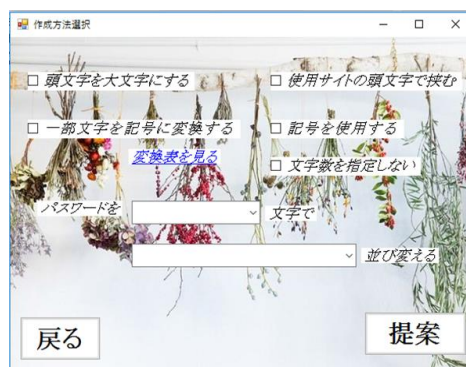 作成方法選択
頭文字を大文字にする
使用サイトの頭文字で挟む
一部文字を記号に変換する
記号を使用する
変換表を見る
文字数を指定しない
パスワードを 文字で
並び変える
戻る 提案